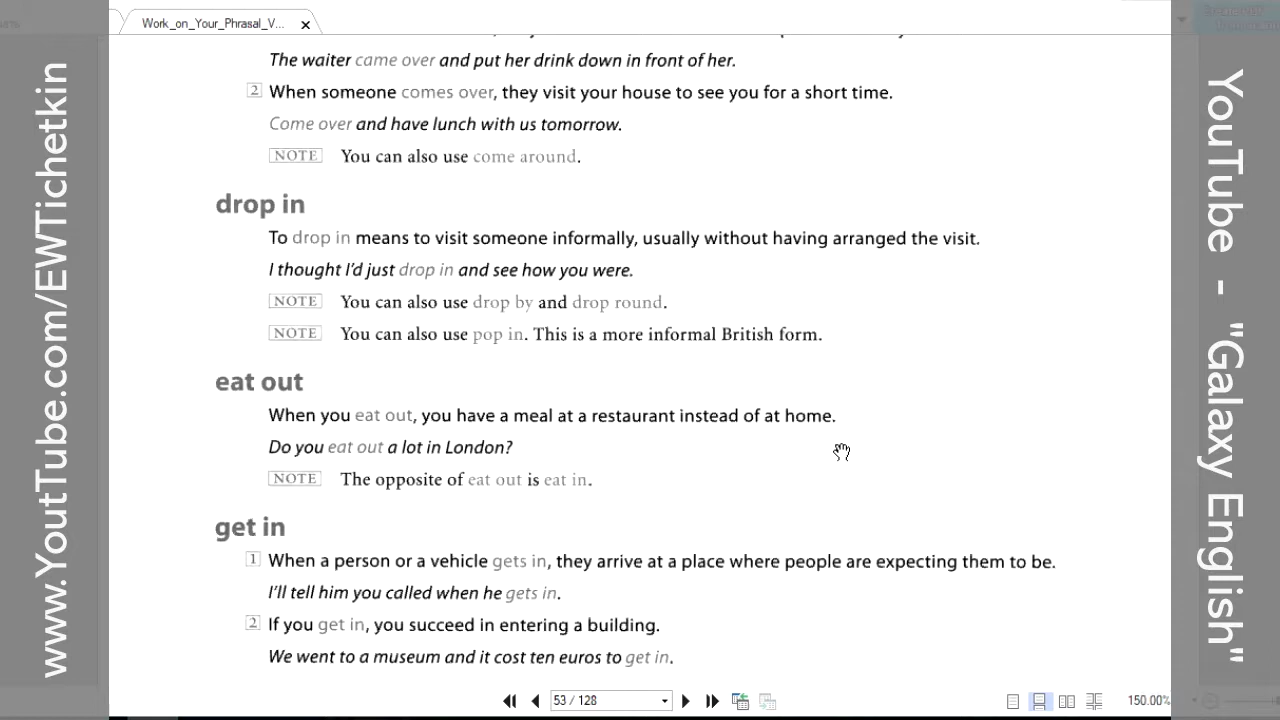 Work_on_Your_Phrasal_V...
The waiter came over and put her drink down in front of her.
2 When someone comes over, they visit your house to see you for a short time.
Come over and have lunch with us tomorrow.
NOTE You can also use come around.
drop in
To drop in means to visit someone informally, usually without having arranged the visit.
I thought I'd just drop in and see how you were.
NOTE You can also use drop by and drop round.
NOTE You can also use pop in. This is a more informal British form.
eat out
When you eat out, you have a meal at a restaurant instead of at home.
Do you eat out a lot in London?
NOTE The opposite of eat out is eat in.
get in
1 When a person or a vehicle gets in, they arrive at a place where people are expecting them to be.
I'll tell him you called when he gets in.
2 If you get in, you succeed in entering a building.
We went to a museum and it cost ten euros to get in.
53 / 128
150.00%
www.YoutTube.com/EWTichetkin
YouTube - "Galaxy English"